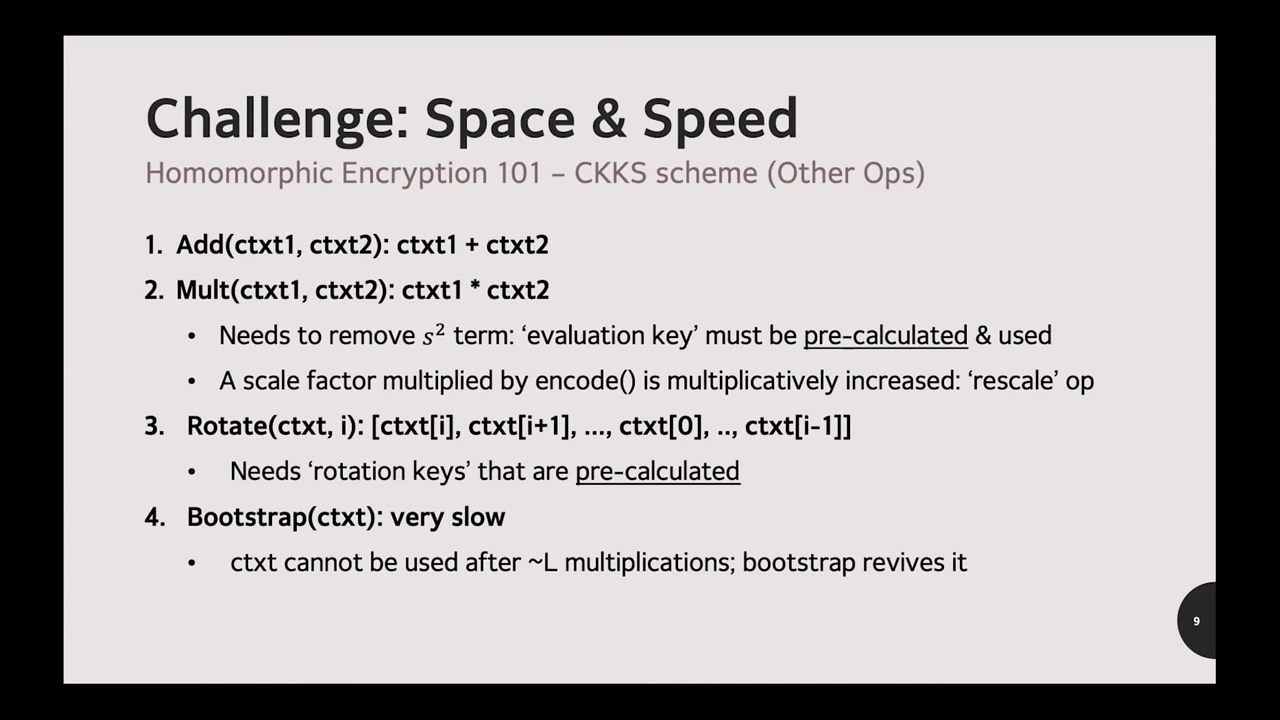 Challenge: Space & Speed
Homomorphic Encryption 101 – CKKS scheme (Other Ops)
1. Add(ctxt1, ctxt2): ctxt1 + ctxt2
2. Mult(ctxt1, ctxt2): ctxt1 * ctxt2
• Needs to remove s² term: ‘evaluation key’ must be pre-calculated & used
• A scale factor multiplied by encode() is multiplicatively increased: ‘rescale’ op
3. Rotate(ctxt, i): [ctxt[i], ctxt[i+1], ..., ctxt[0], .., ctxt[i-1]]
• Needs ‘rotation keys’ that are pre-calculated
4. Bootstrap(ctxt): very slow
• ctxt cannot be used after ~L multiplications; bootstrap revives it
9